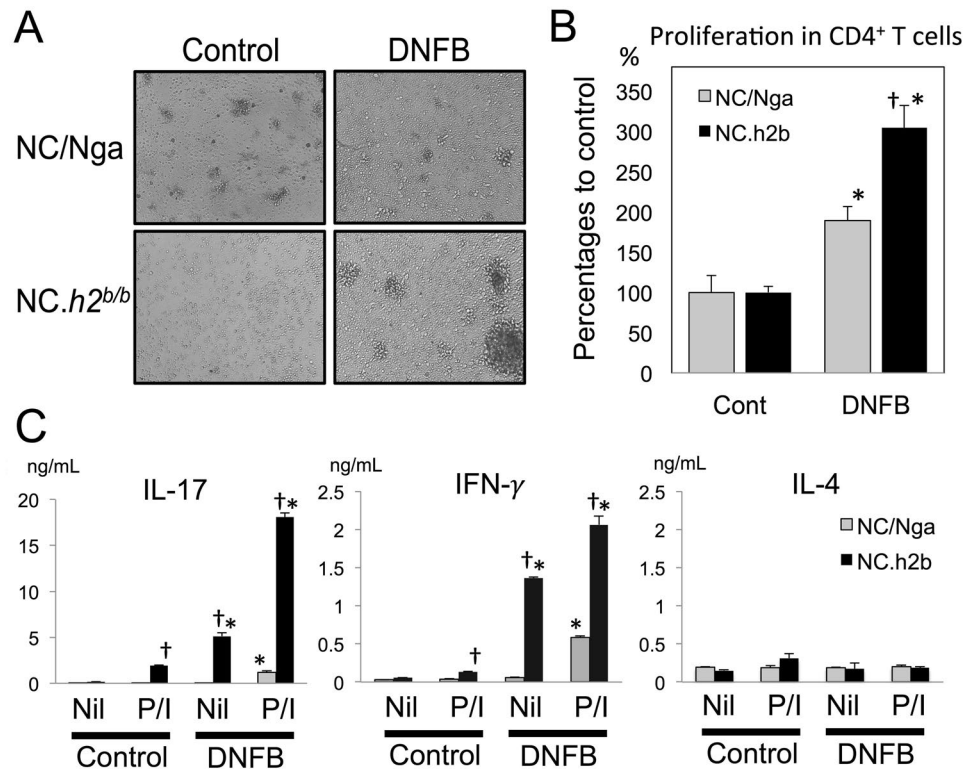 A
Control DNFB
NC/Nga
NC.h2b/b
B
Proliferation in CD4+ T cells
%
Percentages to control
350
300
250
200
150
100
50
0
NC/Nga
NC.h2b
† *
*
Cont DNFB
C
ng/mL
IL-17
20
15
10
5
0
†
†*
*
†*
Nil P/I Nil P/I
Control DNFB
ng/mL
IFN-γ
2.5
2
1.5
1
0.5
0
†
†*
*
†*
Nil P/I Nil P/I
Control DNFB
ng/mL
IL-4
2.5
2
1.5
1
0.5
0
NC/Nga
NC.h2b
Nil P/I Nil P/I
Control DNFB